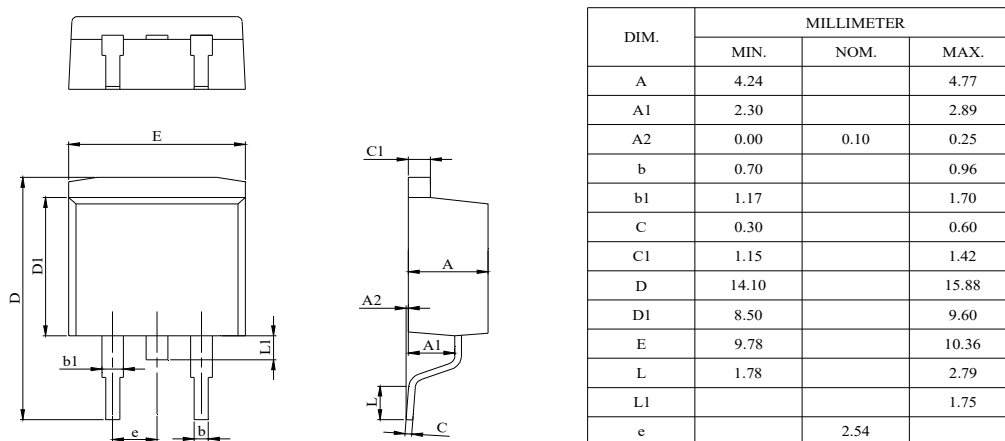 E
D
D1
L1
b1
e
b
C1
A
A2
A1
L
C
DIM. MILLIMETER
MIN. NOM. MAX.
A 4.24 4.77
A1 2.30 2.89
A2 0.00 0.10 0.25
b 0.70 0.96
b1 1.17 1.70
C 0.30 0.60
C1 1.15 1.42
D 14.10 15.88
D1 8.50 9.60
E 9.78 10.36
L 1.78 2.79
L1 1.75
e 2.54